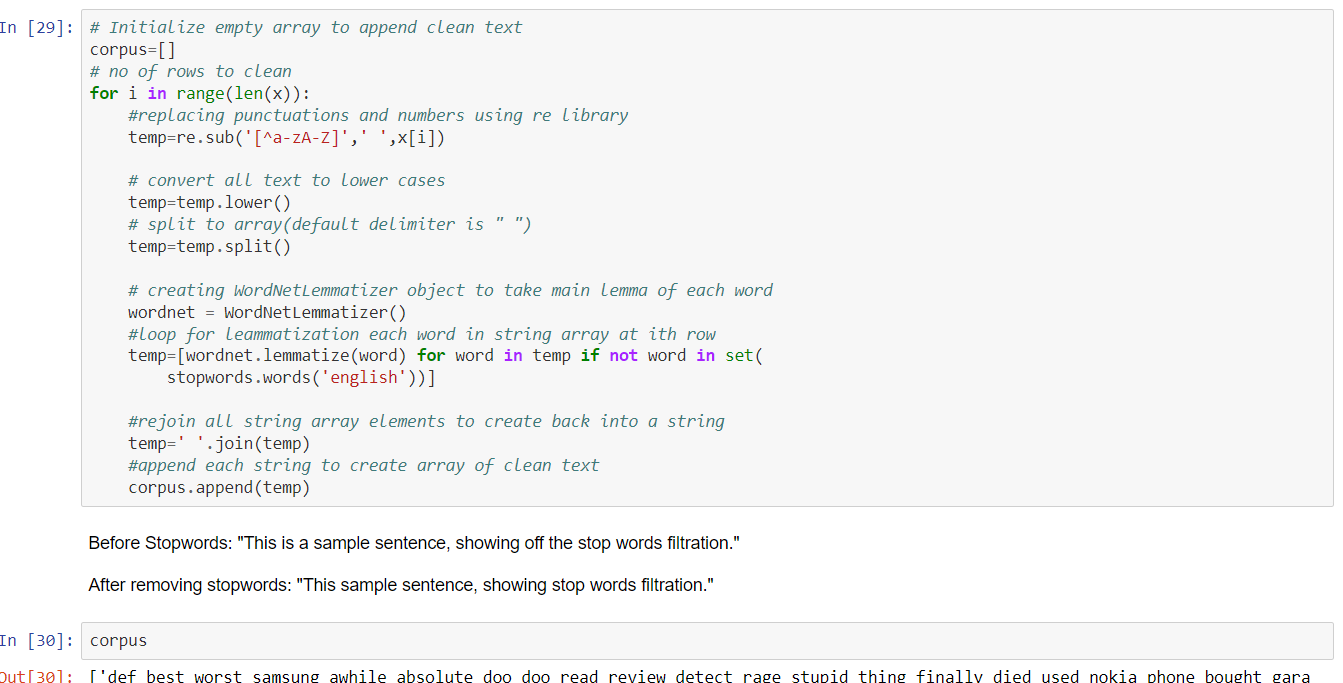 In [29]: # Initialize empty array to append clean text
corpus=[]
# no of rows to clean
for i in range(len(x)):
    #replacing punctuations and numbers using re library
    temp=re.sub('[^a-zA-Z]',' ',x[i])

    # convert all text to lower cases
    temp=temp.lower()
    # split to array(default delimiter is " ")
    temp=temp.split()

    # creating WordNetLemmatizer object to take main lemma of each word
    wordnet = WordNetLemmatizer()
    #loop for leammatization each word in string array at ith row
    temp=[wordnet.lemmatize(word) for word in temp if not word in set(
        stopwords.words('english'))]

    #rejoin all string array elements to create back into a string
    temp=' '.join(temp)
    #append each string to create array of clean text
    corpus.append(temp)
Before Stopwords: "This is a sample sentence, showing off the stop words filtration."
After removing stopwords: "This sample sentence, showing stop words filtration."
In [30]: corpus
Out[30]: ['def best worst samsung awhile absolute doo doo read review detect rage stupid thing finally died used nokia phone bought gara